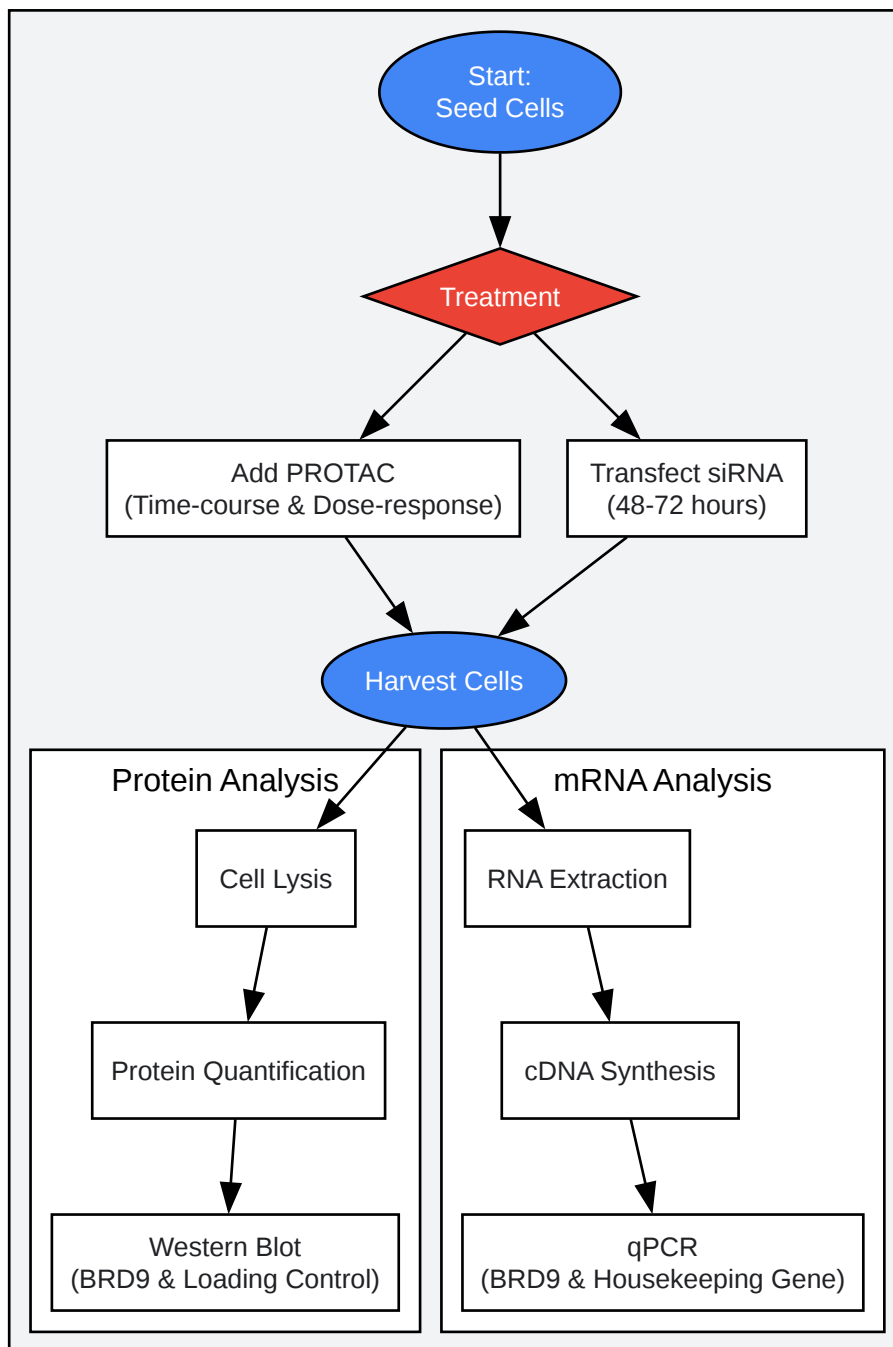 Start:
Seed Cells
Treatment
Add PROTAC
(Time-course & Dose-response)
Transfect siRNA
(48-72 hours)
Harvest Cells
Protein Analysis
Cell Lysis
Protein Quantification
Western Blot
(BRD9 & Loading Control)
mRNA Analysis
RNA Extraction
cDNA Synthesis
qPCR
(BRD9 & Housekeeping Gene)